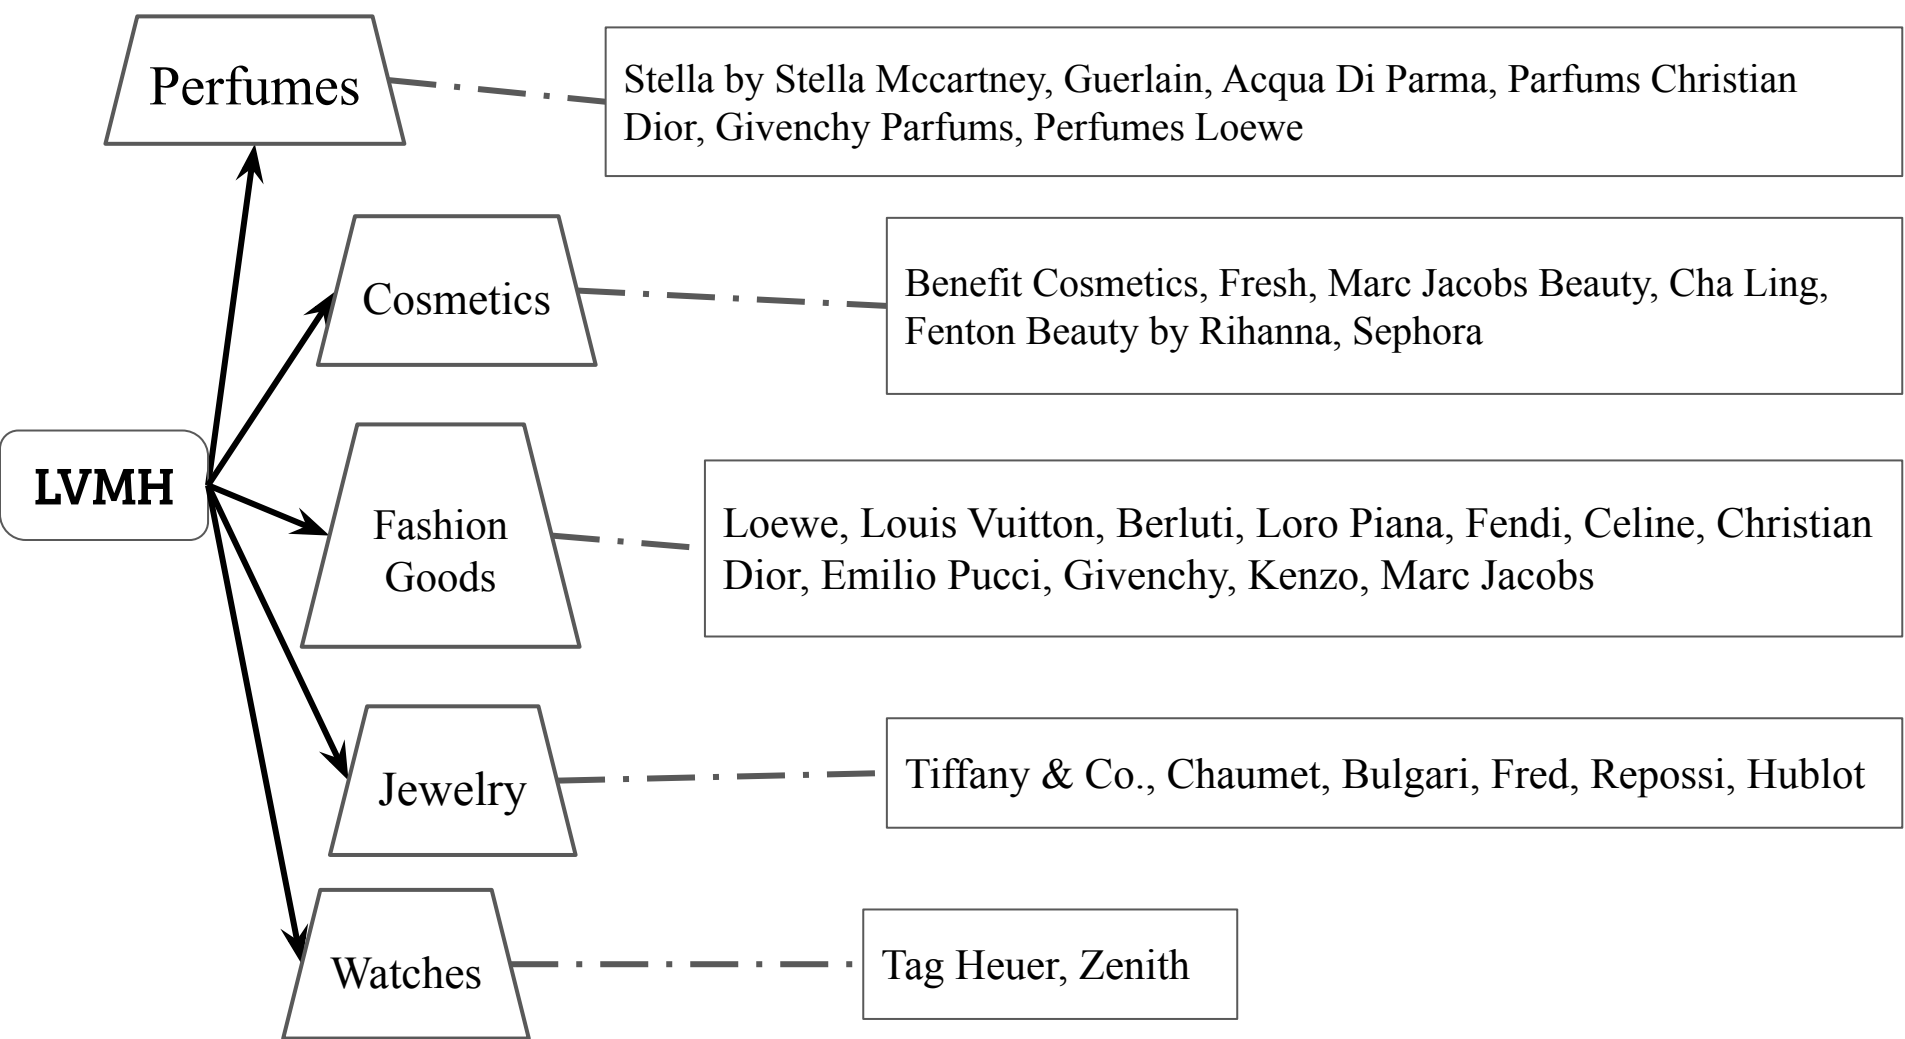 Perfumes
Stella by Stella Mccartney, Guerlain, Acqua Di Parma, Parfums Christian
Dior, Givenchy Parfums, Perfumes Loewe
Cosmetics
Benefit Cosmetics, Fresh, Marc Jacobs Beauty, Cha Ling,
Fenton Beauty by Rihanna, Sephora
LVMH
Fashion
Goods
Loewe, Louis Vuitton, Berluti, Loro Piana, Fendi, Celine, Christian
Dior, Emilio Pucci, Givenchy, Kenzo, Marc Jacobs
Jewelry
Tiffany & Co., Chaumet, Bulgari, Fred, Repossi, Hublot
Watches
Tag Heuer, Zenith